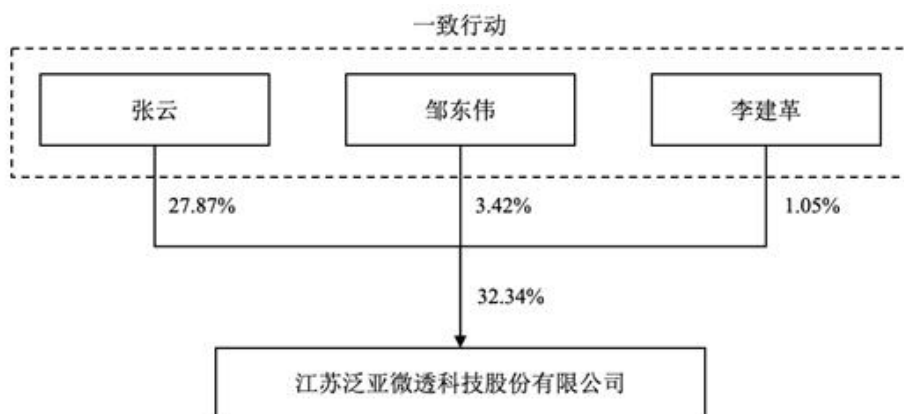 一致行动
张云
邹东伟
李建革
27.87%
3.42%
1.05%
32.34%
江苏泛亚微透科技股份有限公司